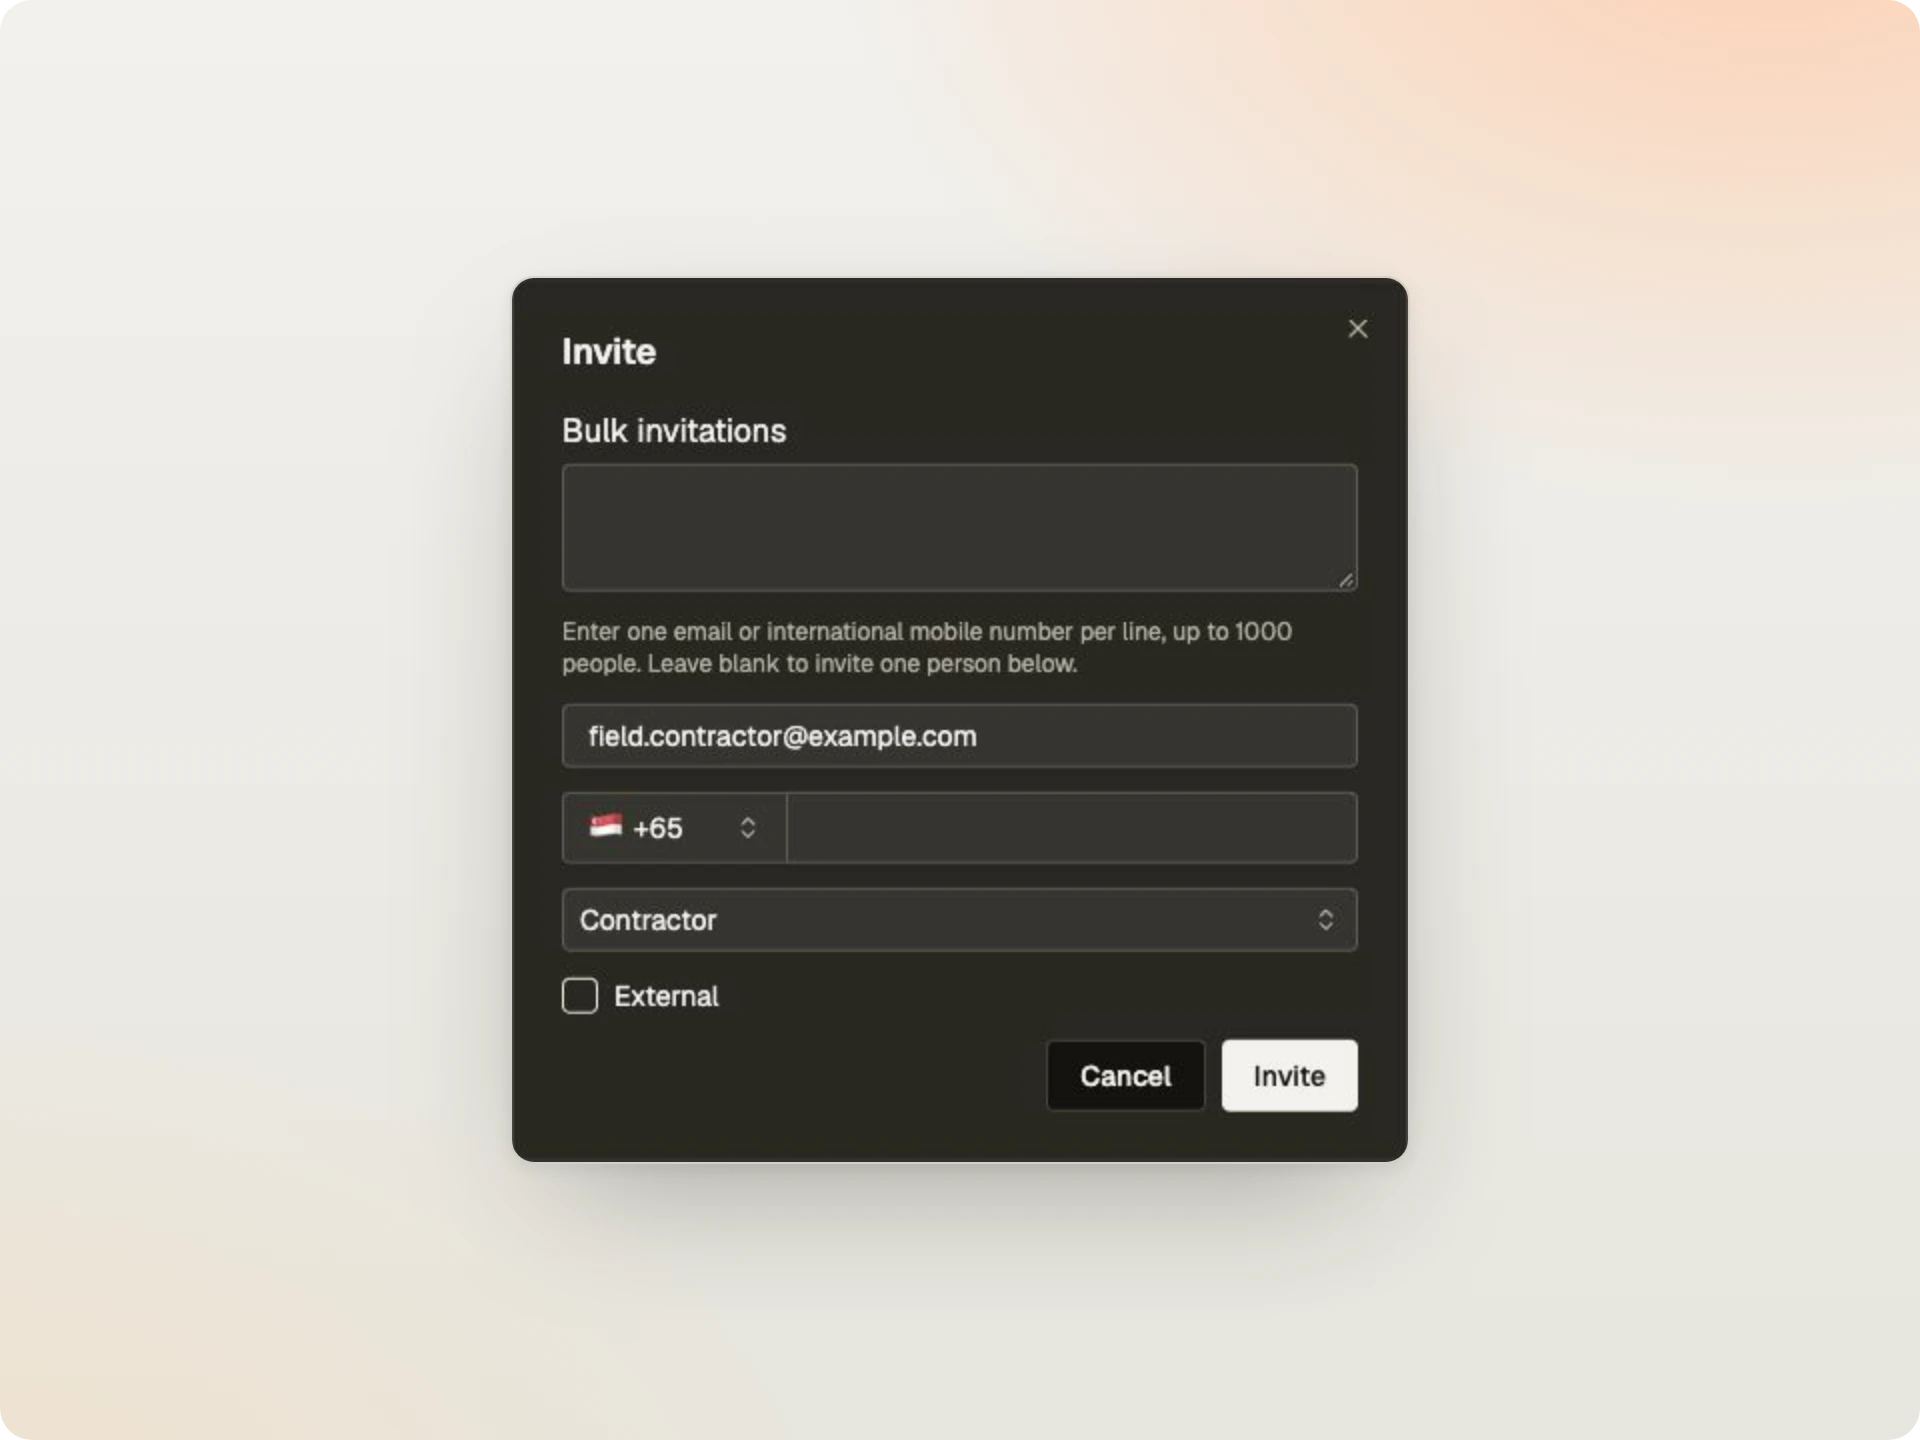 Invite
Bulk invitations
Enter one email or international mobile number per line, up to 1000
people. Leave blank to invite one person below.
field.contractor@example.com
+65
Contractor
External
Cancel
Invite